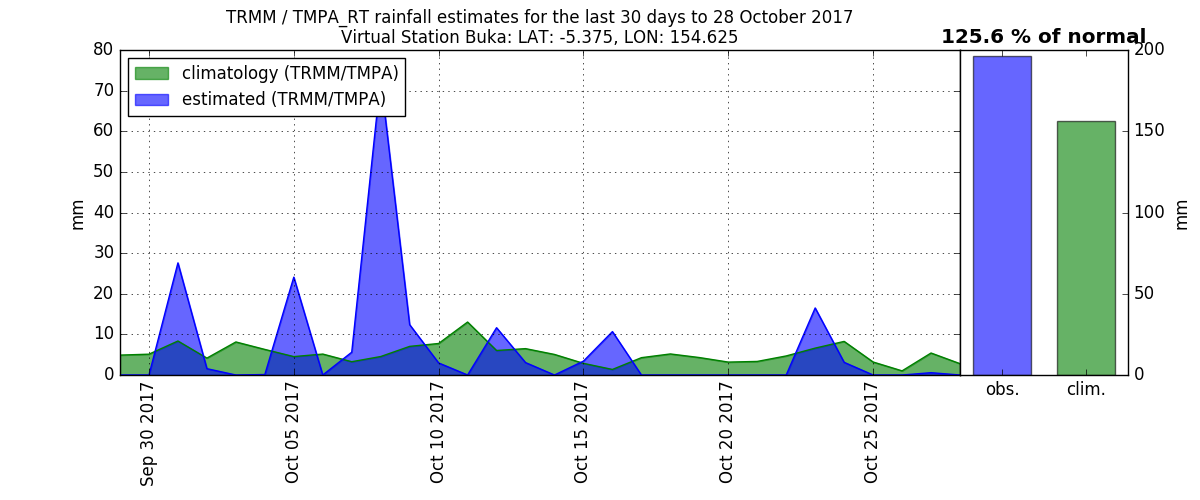 TRMM / TMPA_RT rainfall estimates for the last 30 days to 28 October 2017
Virtual Station Buka: LAT: -5.375, LON: 154.625
125.6 % of normal
climatology (TRMM/TMPA)
estimated (TRMM/TMPA)
80
70
60
50
40
30
20
10
0
mm
200
150
100
50
0
mm
Sep 30 2017
Oct 05 2017
Oct 10 2017
Oct 15 2017
Oct 20 2017
Oct 25 2017
obs.
clim.